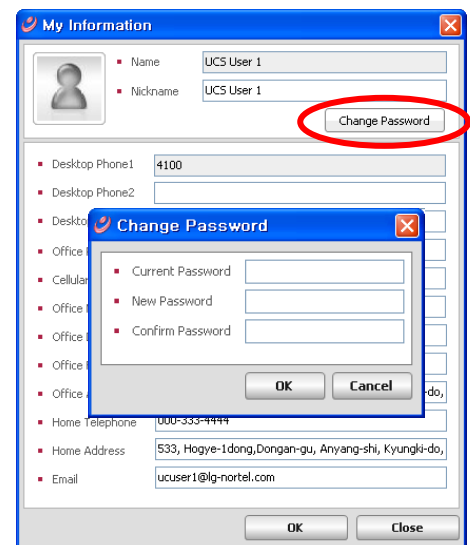 My Information
Name UCS User 1
Nickname UCS User 1
Change Password
Desktop Phone1 4100
Desktop Phone2
Change Password
Current Password
New Password
Confirm Password
OK Cancel
Office
Cellular
Office
Office
Office
Office do,
Home Telephone 000-333-4444
Home Address 533, Hogye-1dong,Dongan-gu, Anyang-shi, Kyungki-do,
Email ucuser1@lg-nortel.com
OK Close